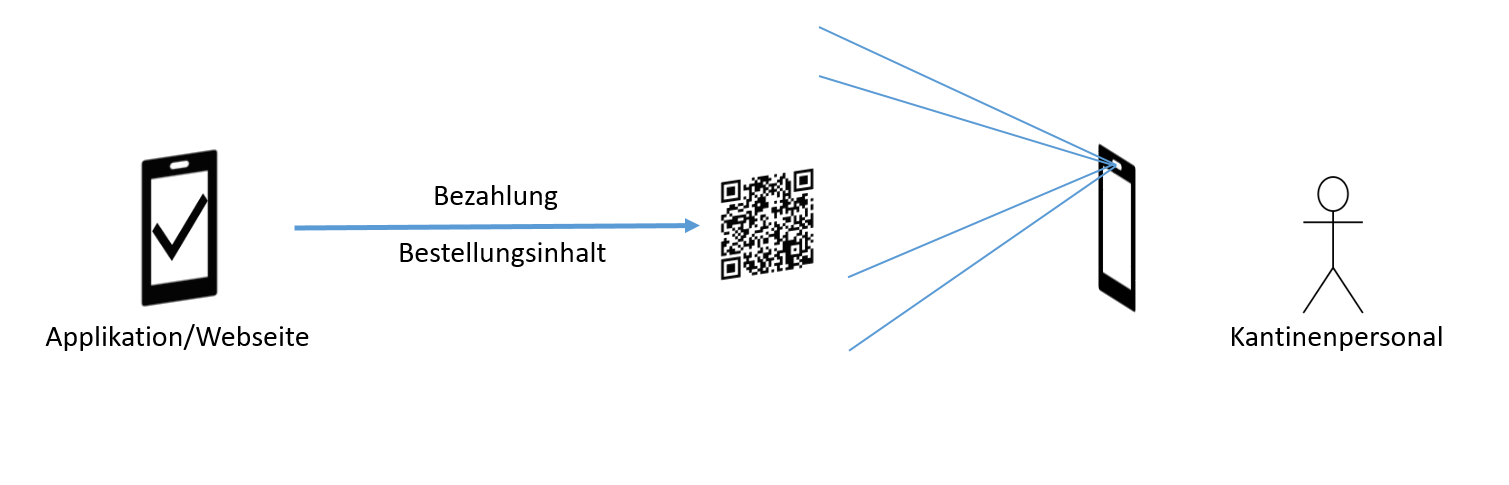 Bezahlung
Bestellungsinhalt
Applikation/Webseite
Kantinenpersonal